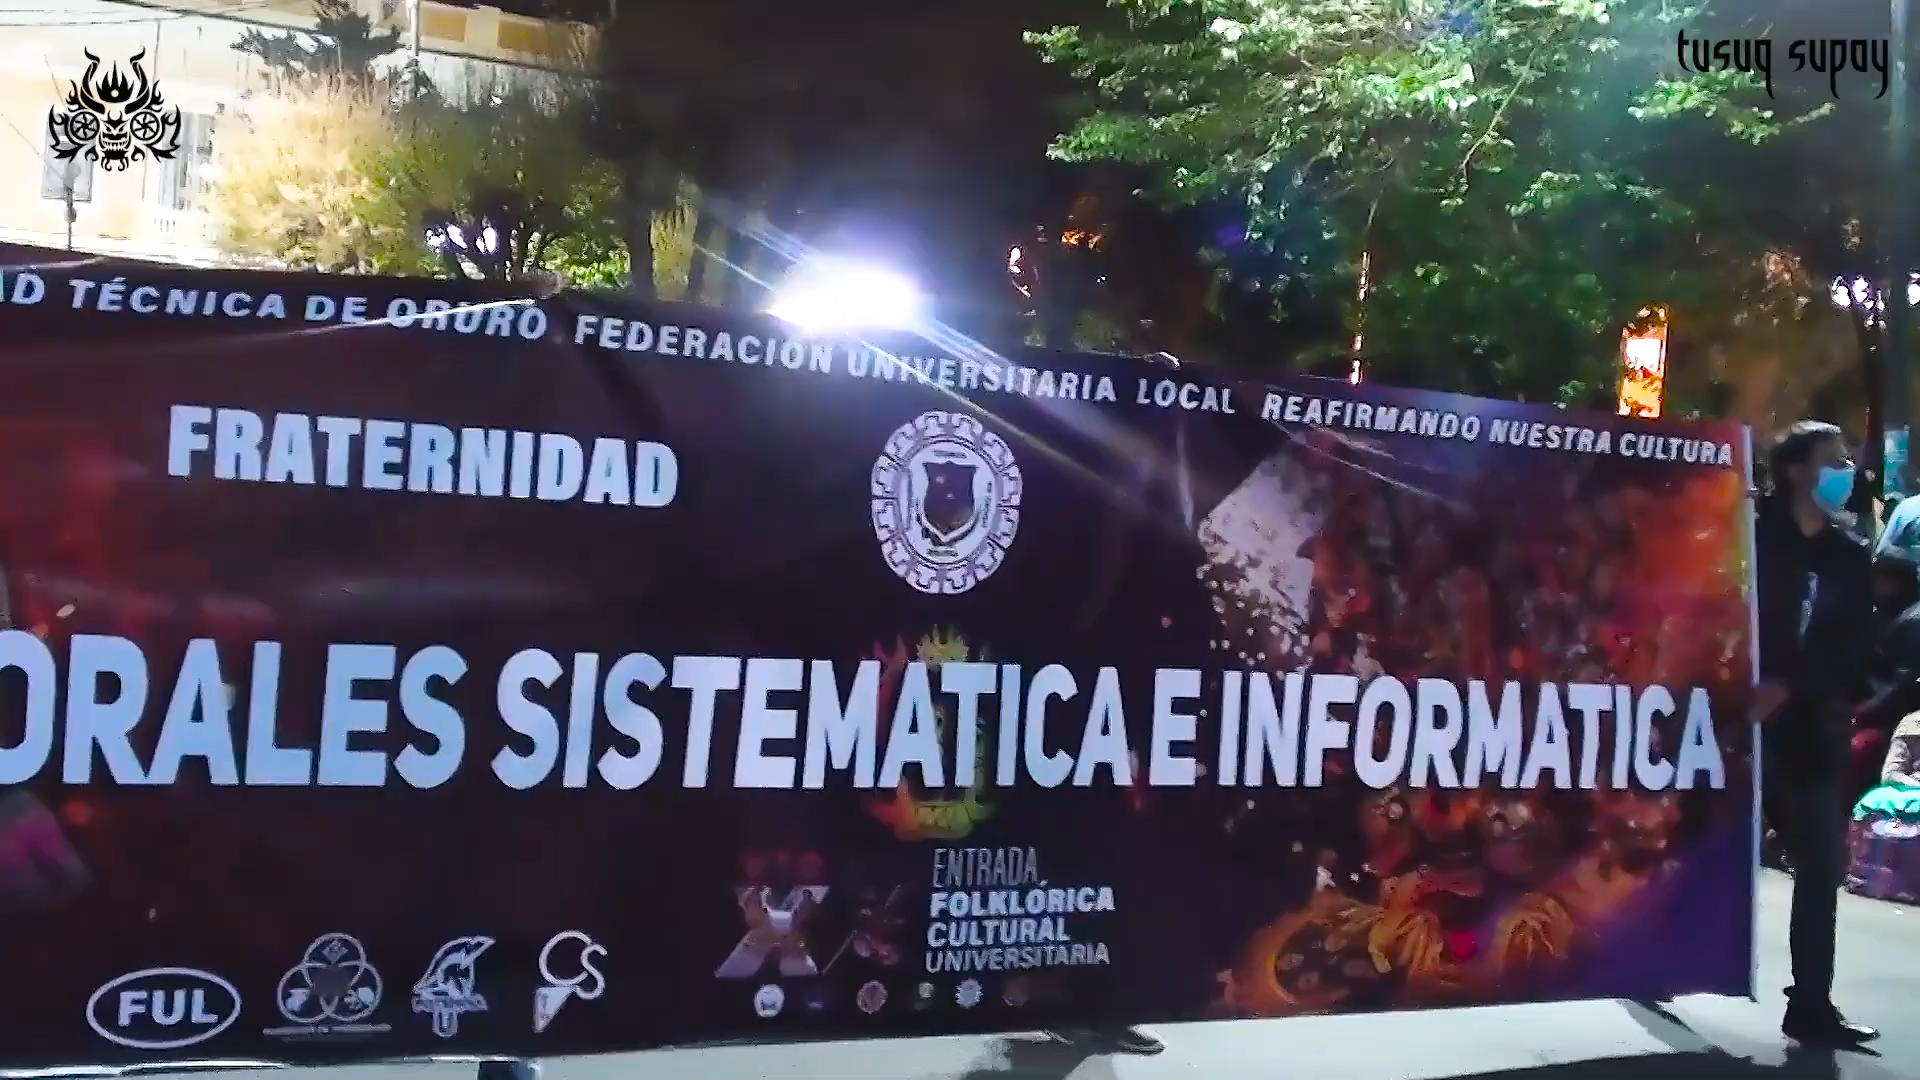 tusuq supay
TÉCNICA DE ORURO FEDERACION UNIVERSITARIA LOCAL REAFIRMANDO NUESTRA CULTURA
FRATERNIDAD
ORALES SISTEMATICA E INFORMATICA
ENTRADA
FOLKLÓRICA
CULTURAL
UNIVERSITARIA
FUL
CS